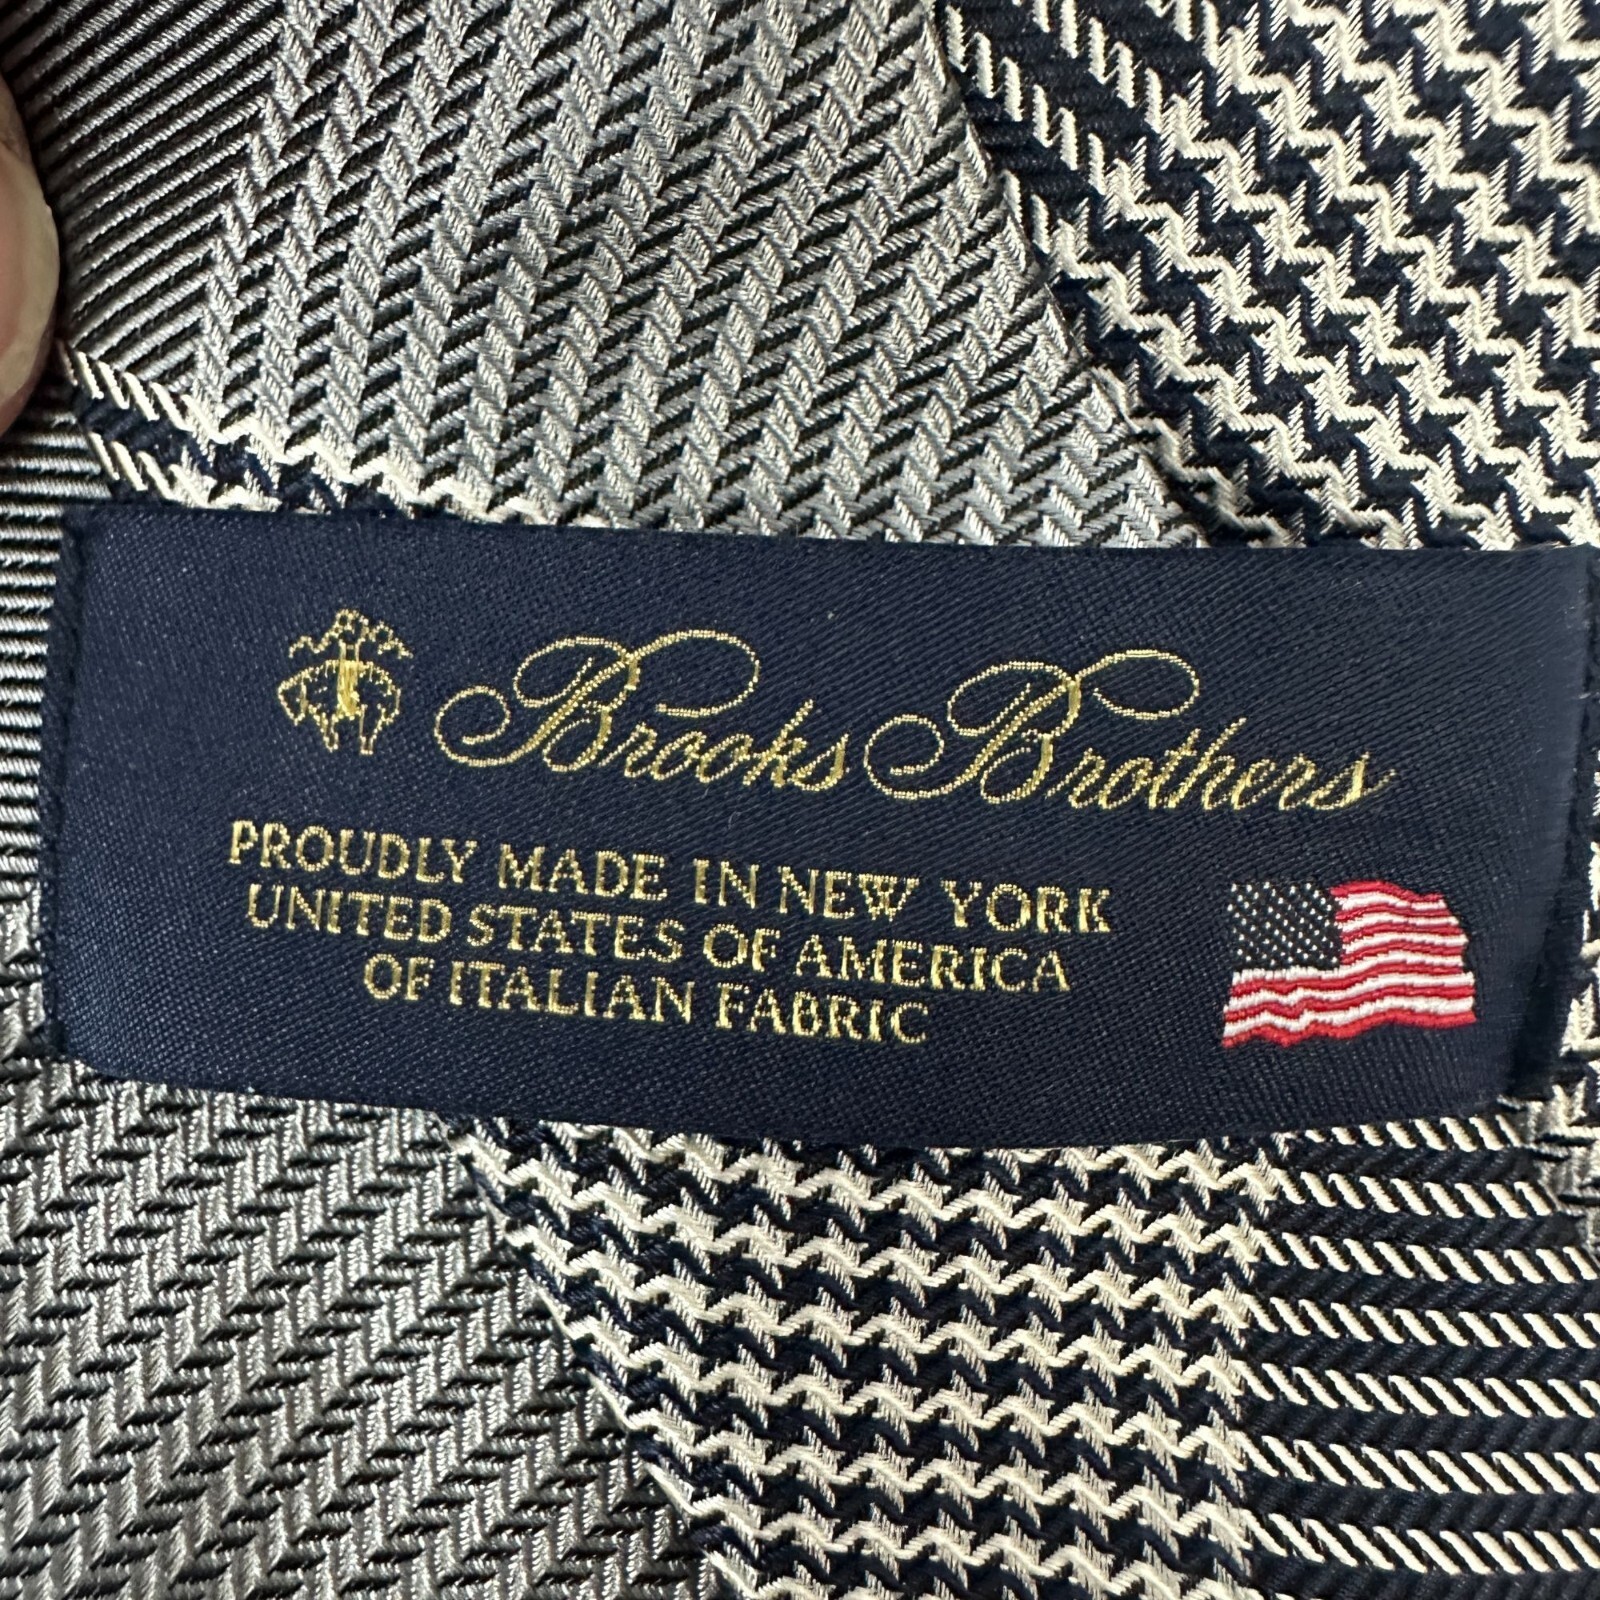 Brooks Brothers
PROUDLY MADE IN NEW YORK
UNITED STATES OF AMERICA
OF ITALIAN FABRIC